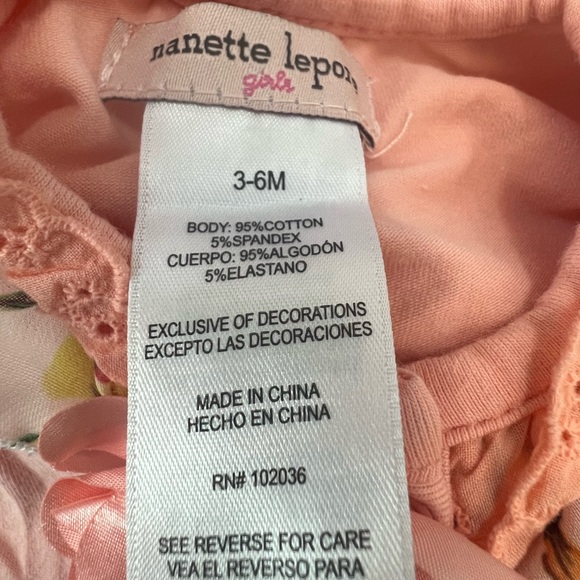 nanette lepore
girls
3-6M
BODY: 95%COTTON
5%SPANDEX
CUERPO: 95%ALGODÓN
5%ELASTANO
EXCLUSIVE OF DECORATIONS
EXCEPTO LAS DECORACIONES
MADE IN CHINA
HECHO EN CHINA
RN# 102036
SEE REVERSE FOR CARE
VEA EL REVERSO PARA